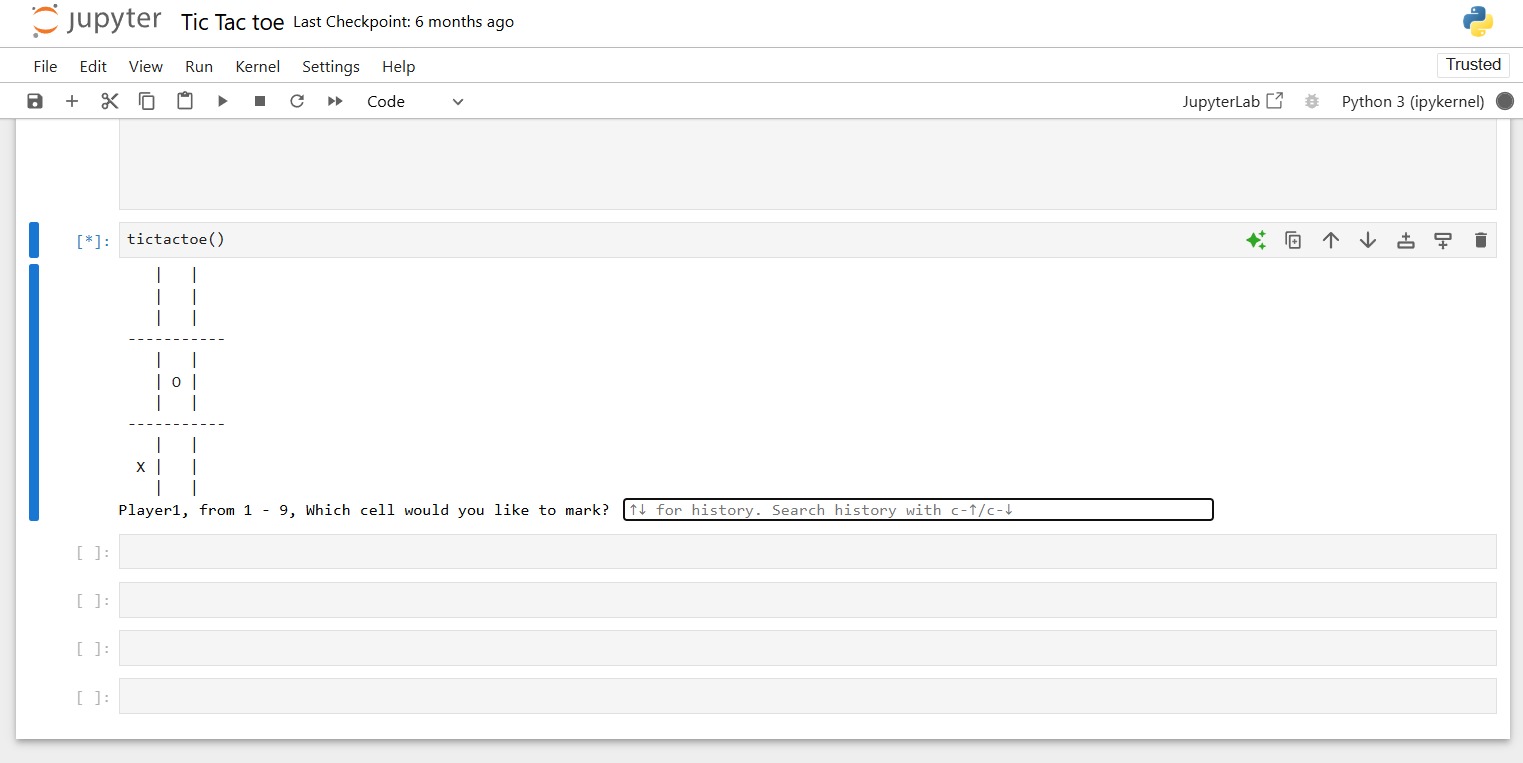 jupyter Tic Tac toe Last Checkpoint: 6 months ago
File Edit View Run Kernel Settings Help Trusted
Code JupyterLab Python 3 (ipykernel)
[*]: tictactoe()
   |   |
   |   |
   |   |
-----------
   |   |
   | O |
   |   |
-----------
   |   |
 X |   |
   |   |
Player1, from 1 - 9, Which cell would you like to mark? ↑↓ for history. Search history with c-↑/c-↓
[ ]:
[ ]:
[ ]:
[ ]: